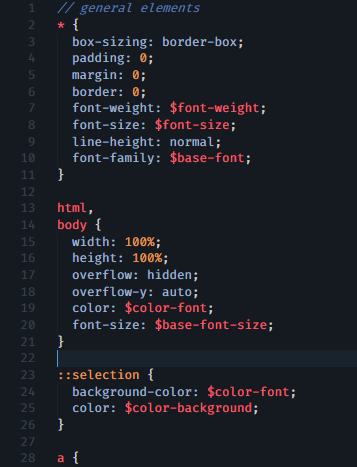 1 // general elements
2 * {
3   box-sizing: border-box;
4   padding: 0;
5   margin: 0;
6   border: 0;
7   font-weight: $font-weight;
8   font-size: $font-size;
9   line-height: normal;
10   font-family: $base-font;
11 }
12
13 html,
14 body {
15   width: 100%;
16   height: 100%;
17   overflow: hidden;
18   overflow-y: auto;
19   color: $color-font;
20   font-size: $base-font-size;
21 }
22
23 ::selection {
24   background-color: $color-font;
25   color: $color-background;
26 }
27
28 a {